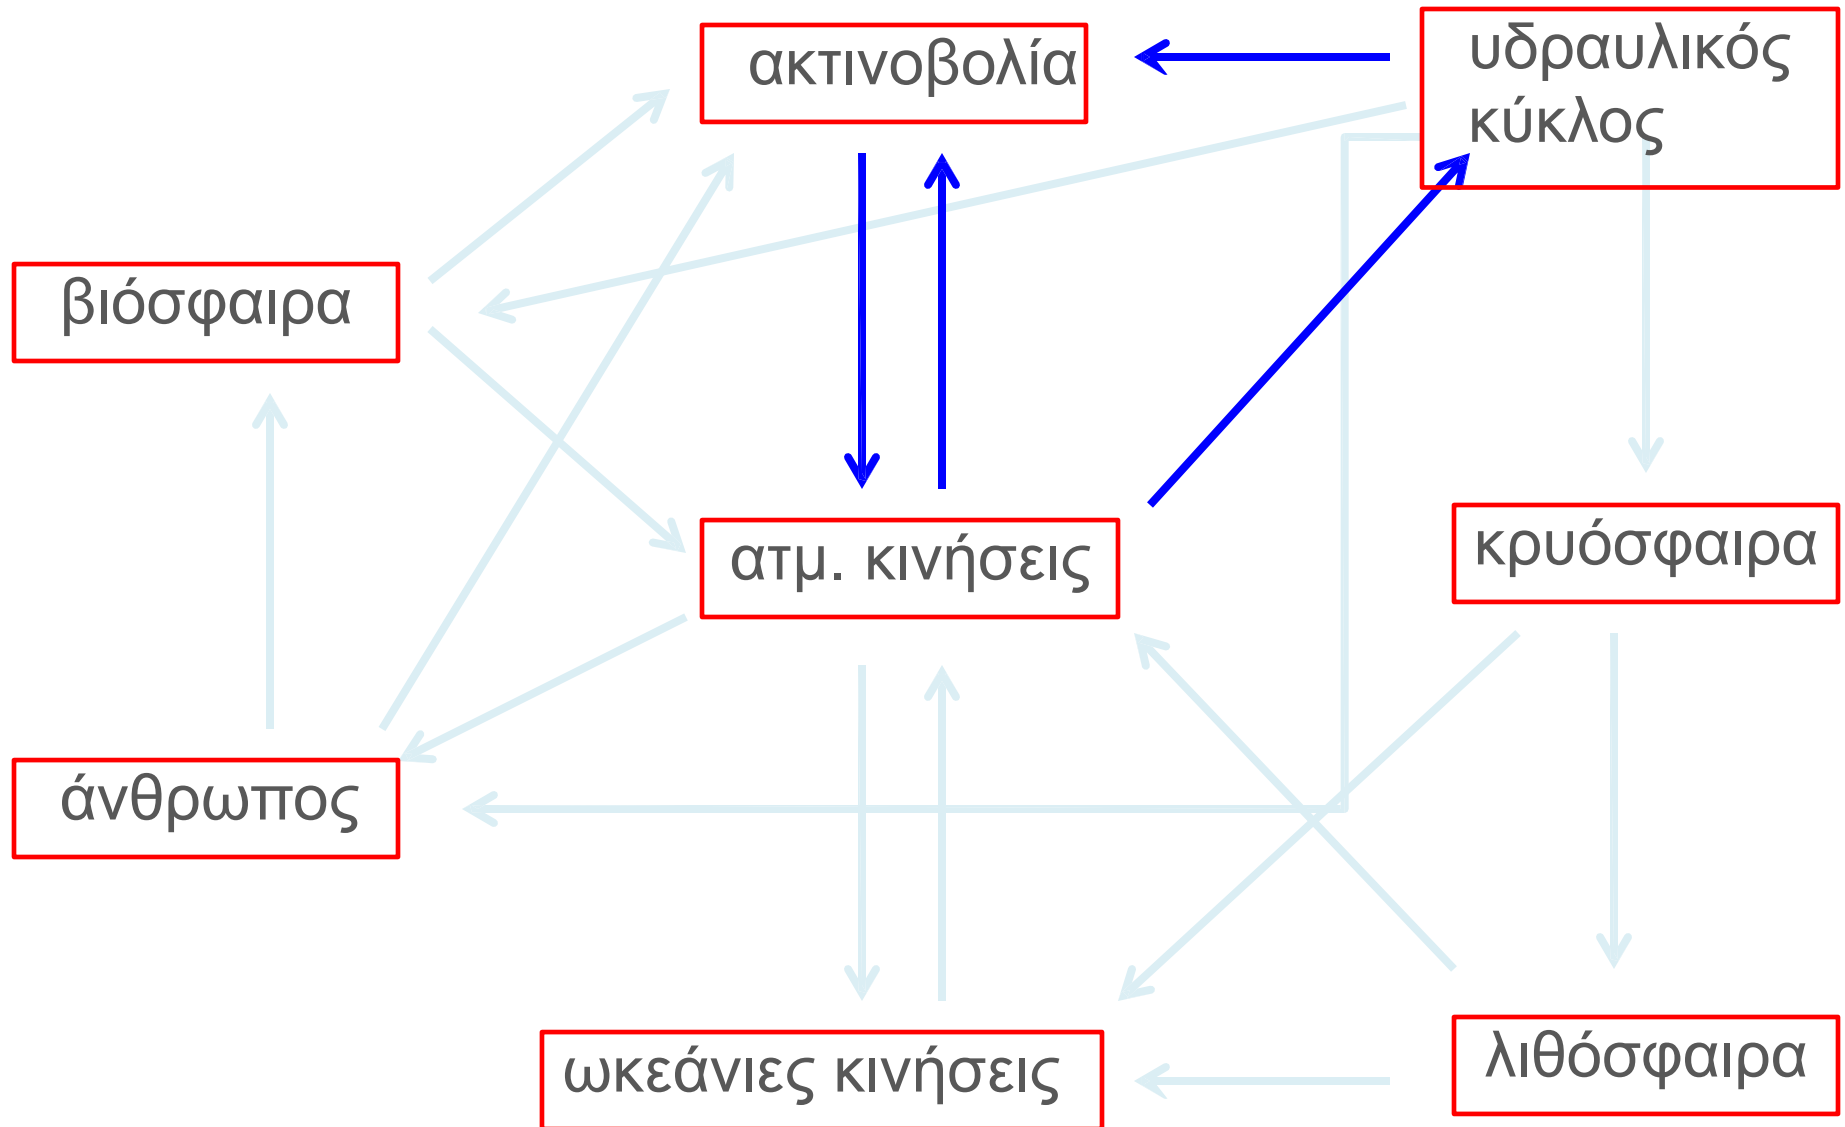 ακτινοβολία
υδραυλικός
κύκλος
βιόσφαιρα
ατμ. κινήσεις
κρυόσφαιρα
άνθρωπος
ωκεάνιες κινήσεις
λιθόσφαιρα